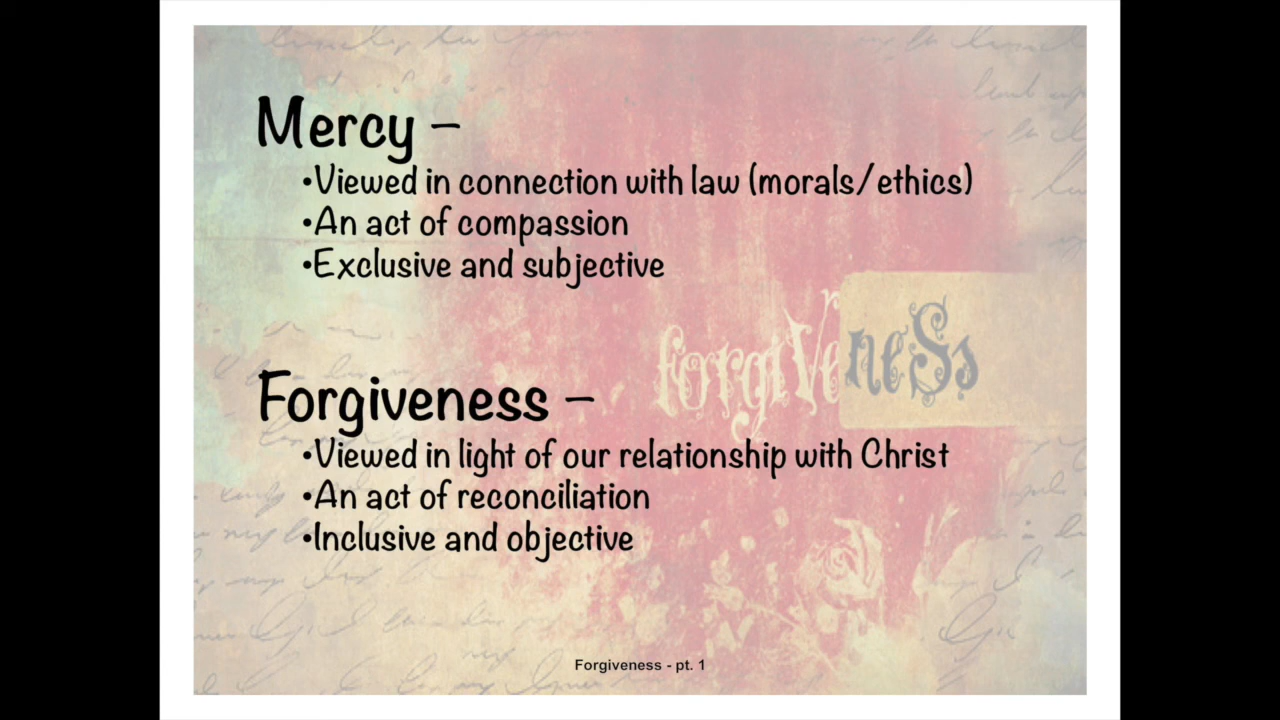 Mercy –
•Viewed in connection with law (morals/ethics)
•An act of compassion
•Exclusive and subjective
forgiVeneSs
Forgiveness –
•Viewed in light of our relationship with Christ
•An act of reconciliation
•Inclusive and objective
Forgiveness - pt. 1